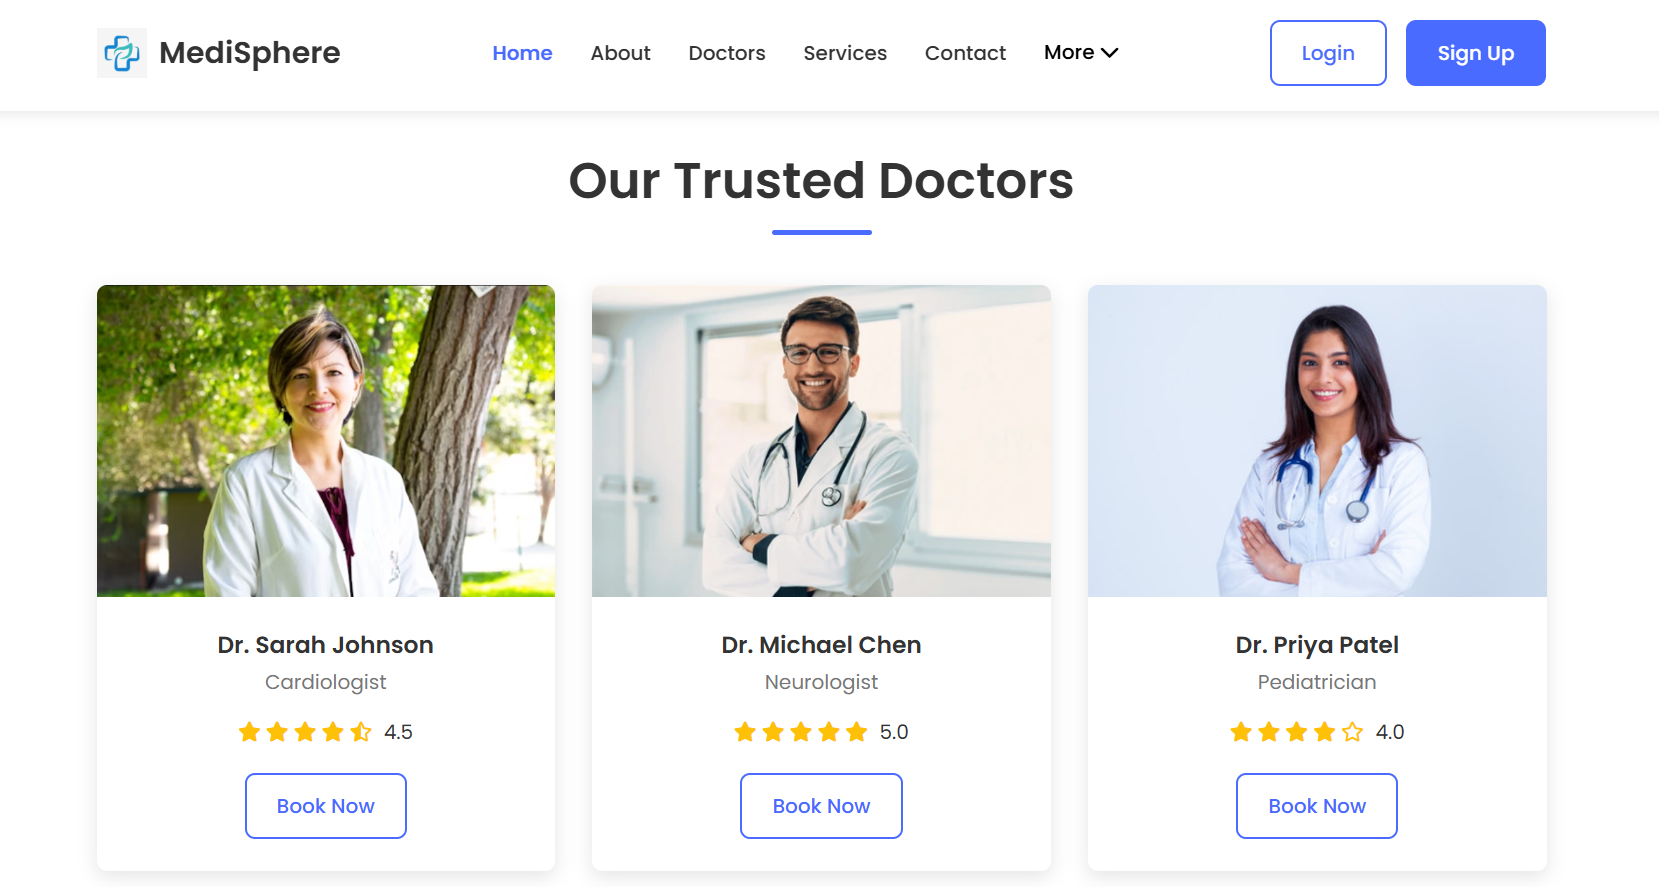 MediSphere
Home About Doctors Services Contact More
Login
Sign Up
Our Trusted Doctors
Dr. Sarah Johnson
Cardiologist
4.5
Book Now
Dr. Michael Chen
Neurologist
5.0
Book Now
Dr. Priya Patel
Pediatrician
4.0
Book Now